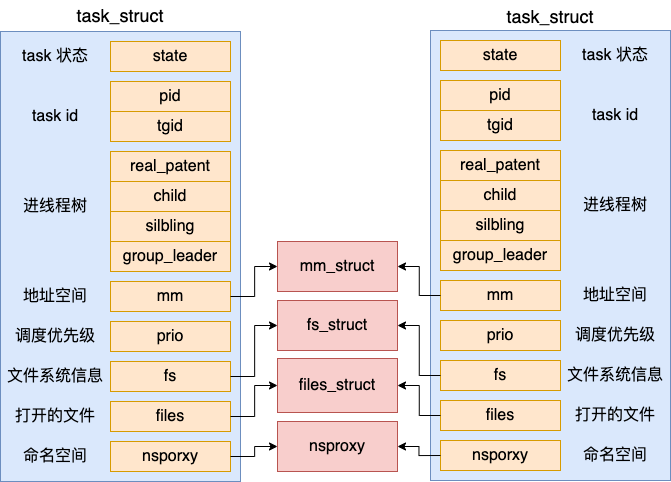 task_struct
task 状态
state
task id
pid
tgid
进线程树
real_patent
child
silbling
group_leader
地址空间
mm
调度优先级
prio
文件系统信息
fs
打开的文件
files
命名空间
nsporxy
mm_struct
fs_struct
files_struct
nsproxy
task_struct
state
task 状态
pid
tgid
task id
real_patent
child
silbling
group_leader
进线程树
mm
地址空间
prio
调度优先级
fs
文件系统信息
files
打开的文件
nsporxy
命名空间